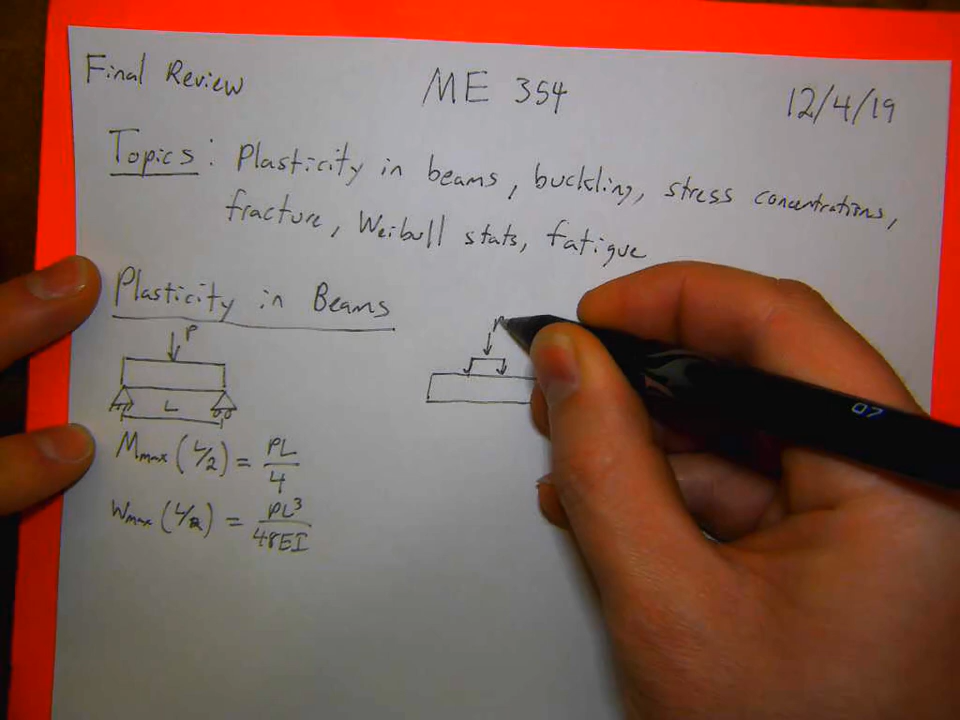 Final Review ME 354 12/4/19
Topics: Plasticity in beams, buckling, stress concentrations,
fracture, Weibull stats, fatigue
Plasticity in Beams
P
P
L
Mmax (L/2) = PL/4
Wmax (L/2) = PL³/48EI
07